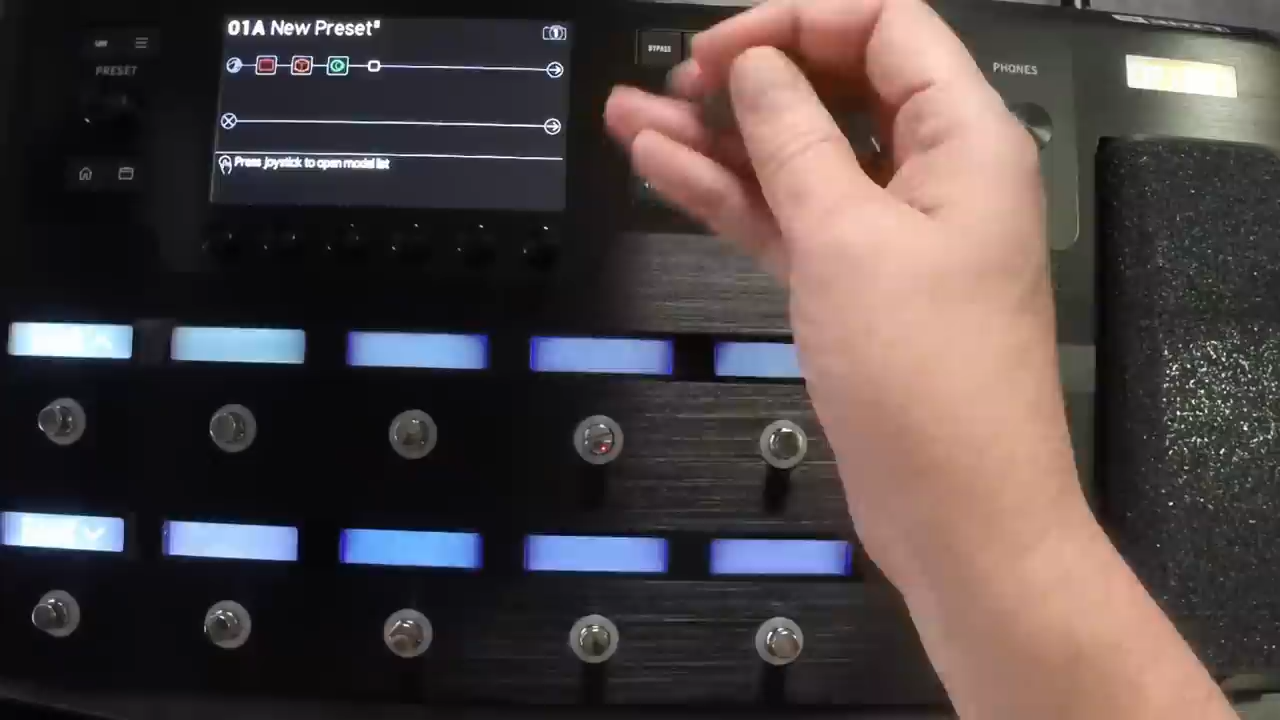 01A New Preset
BYPASS
PRESET
PHONES
Press joystick to open model list